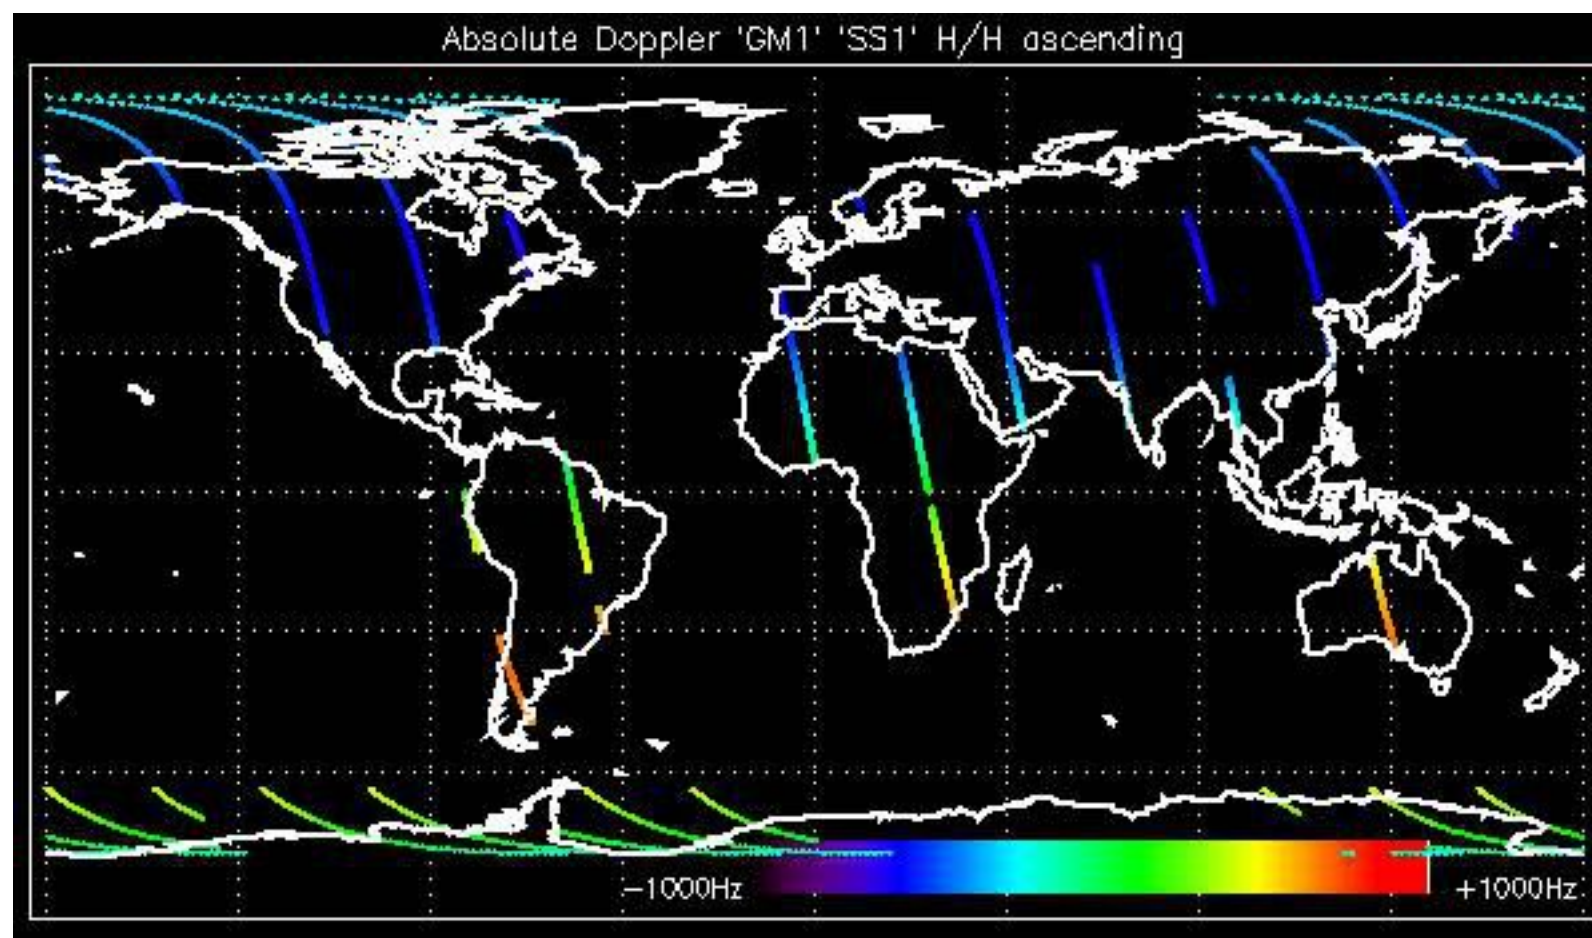 Absolute Doppler 'GM1' 'SS1' H/H ascending
−1000Hz
+1000Hz